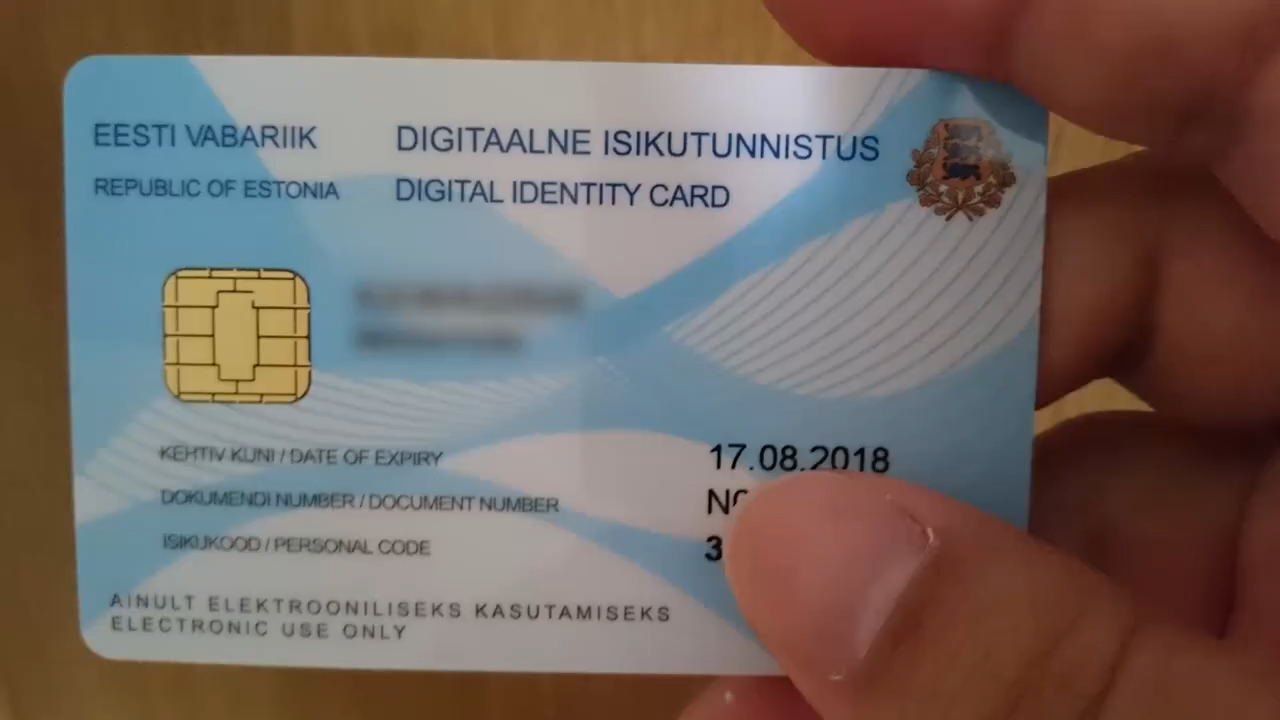 EESTI VABARIIK DIGITAALNE ISIKUTUNNISTUS
REPUBLIC OF ESTONIA DIGITAL IDENTITY CARD
KEHTIV KUNI / DATE OF EXPIRY 17.08.2018
DOKUMENDI NUMBER / DOCUMENT NUMBER
ISIKUKOOD / PERSONAL CODE 3
AINULT ELEKTROONILISEKS KASUTAMISEKS
ELECTRONIC USE ONLY